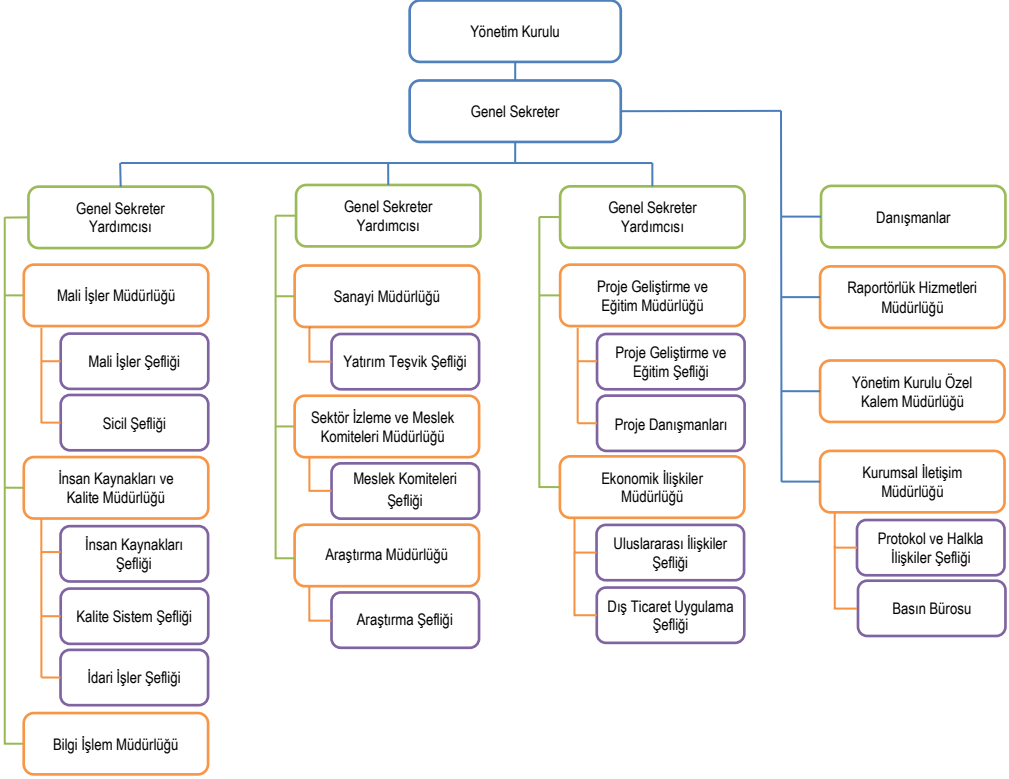 Yönetim Kurulu
Genel Sekreter
Genel Sekreter
Yardımcısı
Mali İşler Müdürlüğü
Mali İşler Şefliği
Sicil Şefliği
İnsan Kaynakları ve
Kalite Müdürlüğü
İnsan Kaynakları
Şefliği
Kalite Sistem Şefliği
İdari İşler Şefliği
Bilgi İşlem Müdürlüğü
Genel Sekreter
Yardımcısı
Sanayi Müdürlüğü
Yatırım Teşvik Şefliği
Sektör İzleme ve Meslek
Komiteleri Müdürlüğü
Meslek Komiteleri
Şefliği
Araştırma Müdürlüğü
Araştırma Şefliği
Genel Sekreter
Yardımcısı
Proje Geliştirme ve
Eğitim Müdürlüğü
Proje Geliştirme ve
Eğitim Şefliği
Proje Danışmanları
Ekonomik İlişkiler
Müdürlüğü
Uluslararası İlişkiler
Şefliği
Dış Ticaret Uygulama
Şefliği
Danışmanlar
Raportörlük Hizmetleri
Müdürlüğü
Yönetim Kurulu Özel
Kalem Müdürlüğü
Kurumsal İletişim
Müdürlüğü
Protokol ve Halkla
İlişkiler Şefliği
Basın Bürosu